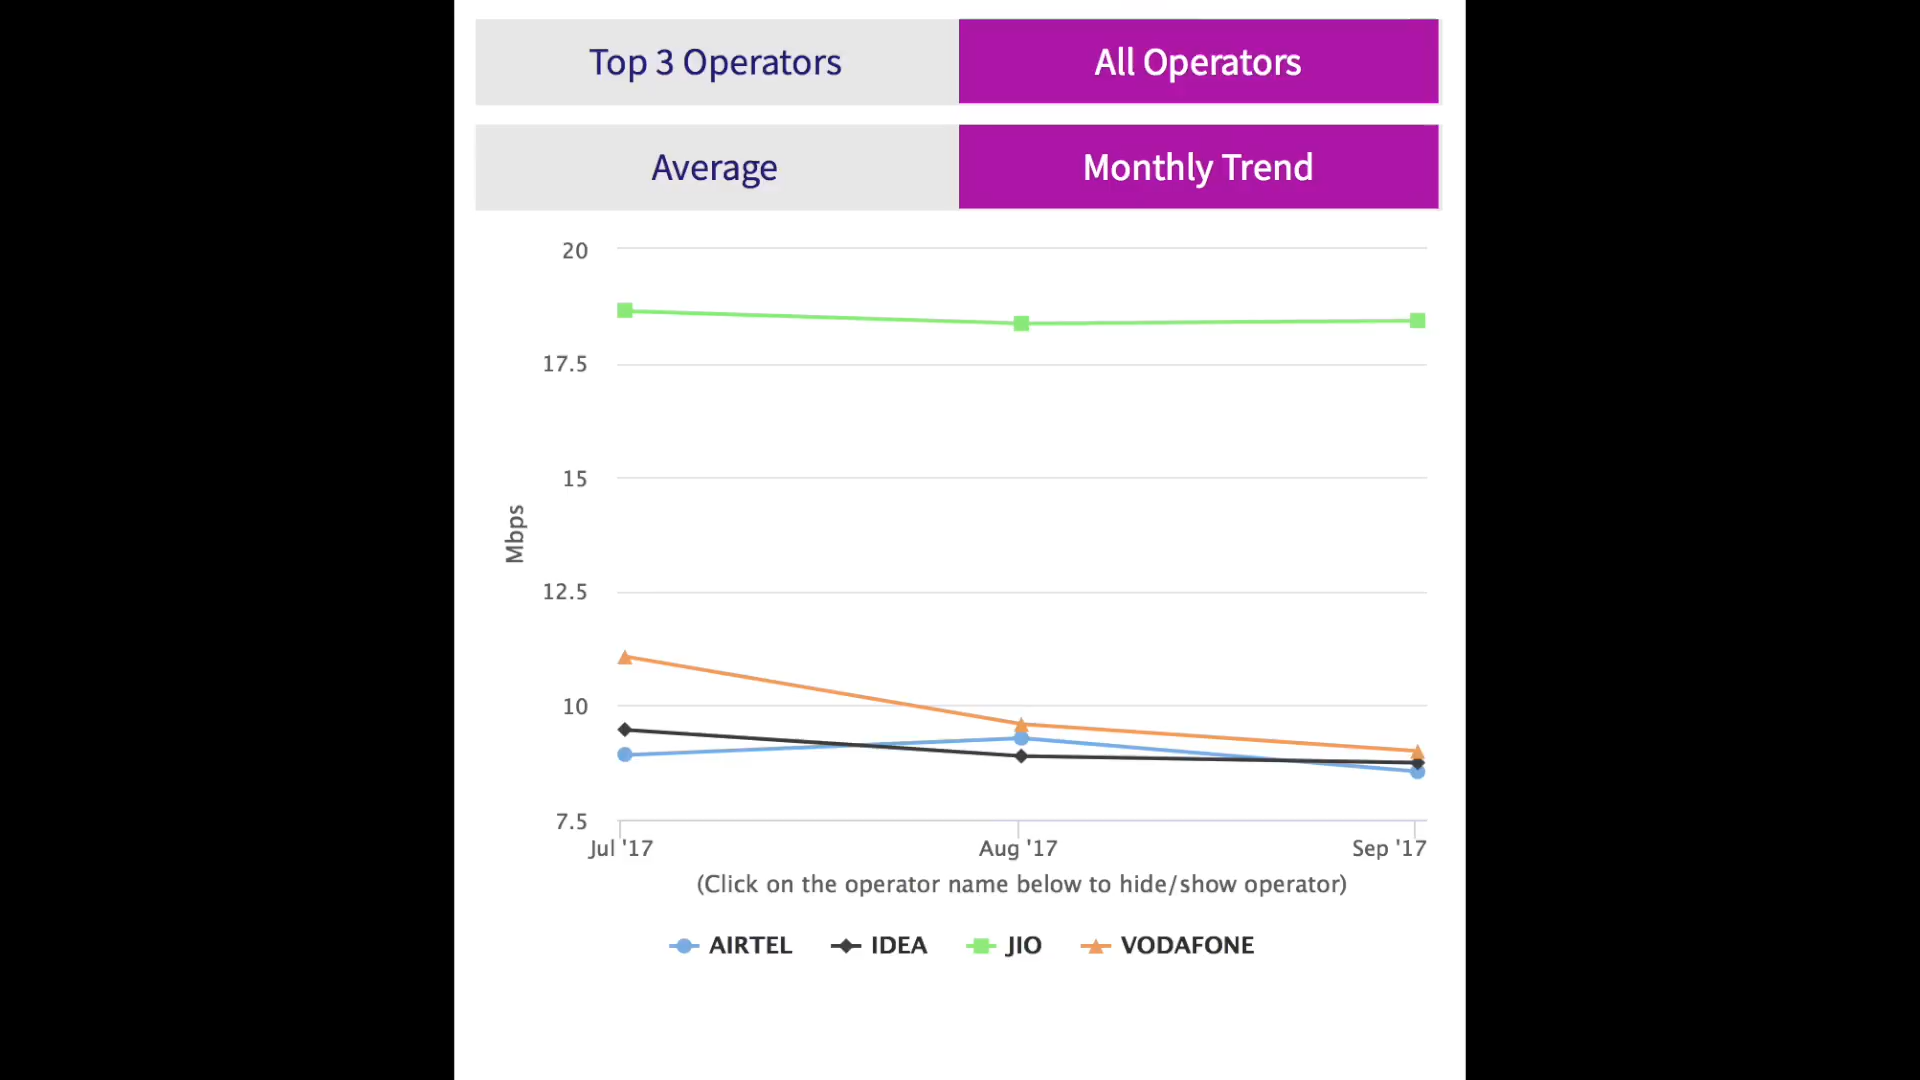 Top 3 Operators
All Operators
Average
Monthly Trend
20
17.5
15
12.5
10
7.5
Mbps
Jul '17
Aug '17
Sep '17
(Click on the operator name below to hide/show operator)
AIRTEL
IDEA
JIO
VODAFONE